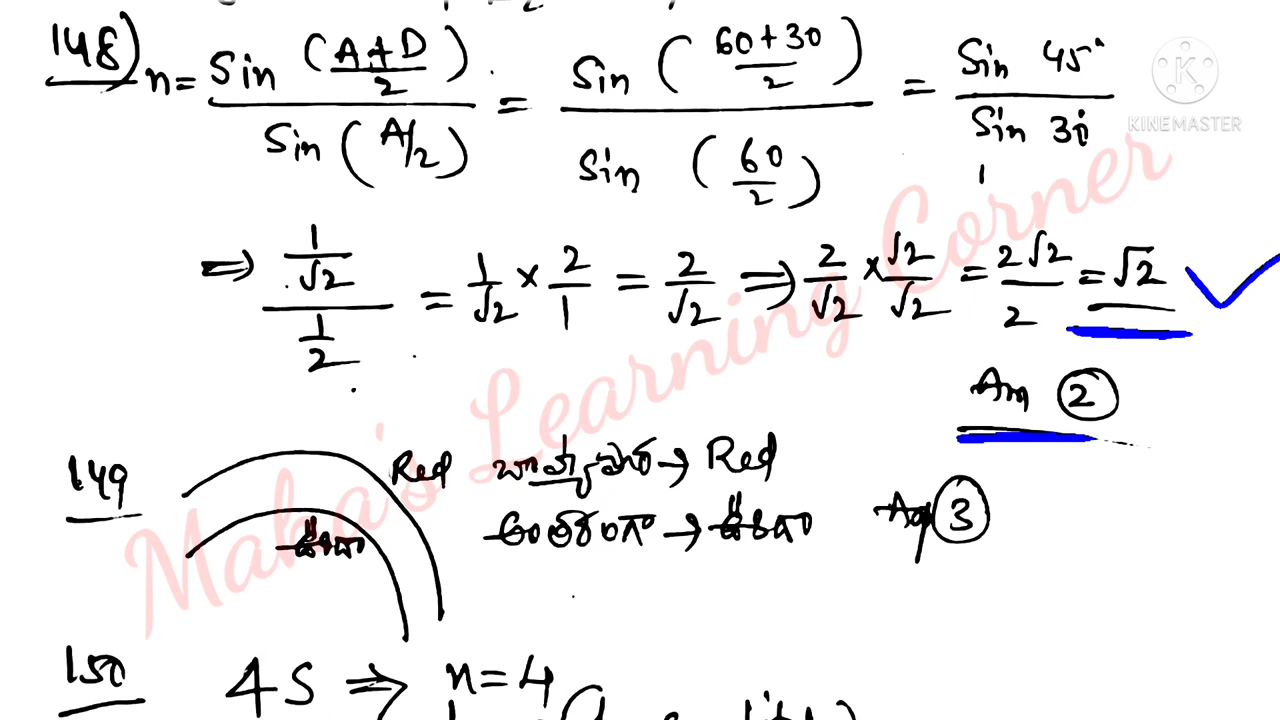 148) n = Sin ((A+D)/2) / Sin (A/2) = Sin ((60+30)/2) / Sin (60/2) = Sin 45° / Sin 30
KINEMASTER
⇒ (1/√2) / (1/2) = 1/√2 × 2/1 = 2/√2 ⇒ 2/√2 × √2/√2 = 2√2/2 = √2
Ans ②
149 Red → Red
అంతరంగా → Ans ③
150 4S ⇒ n=4
Maha's Learning Corner